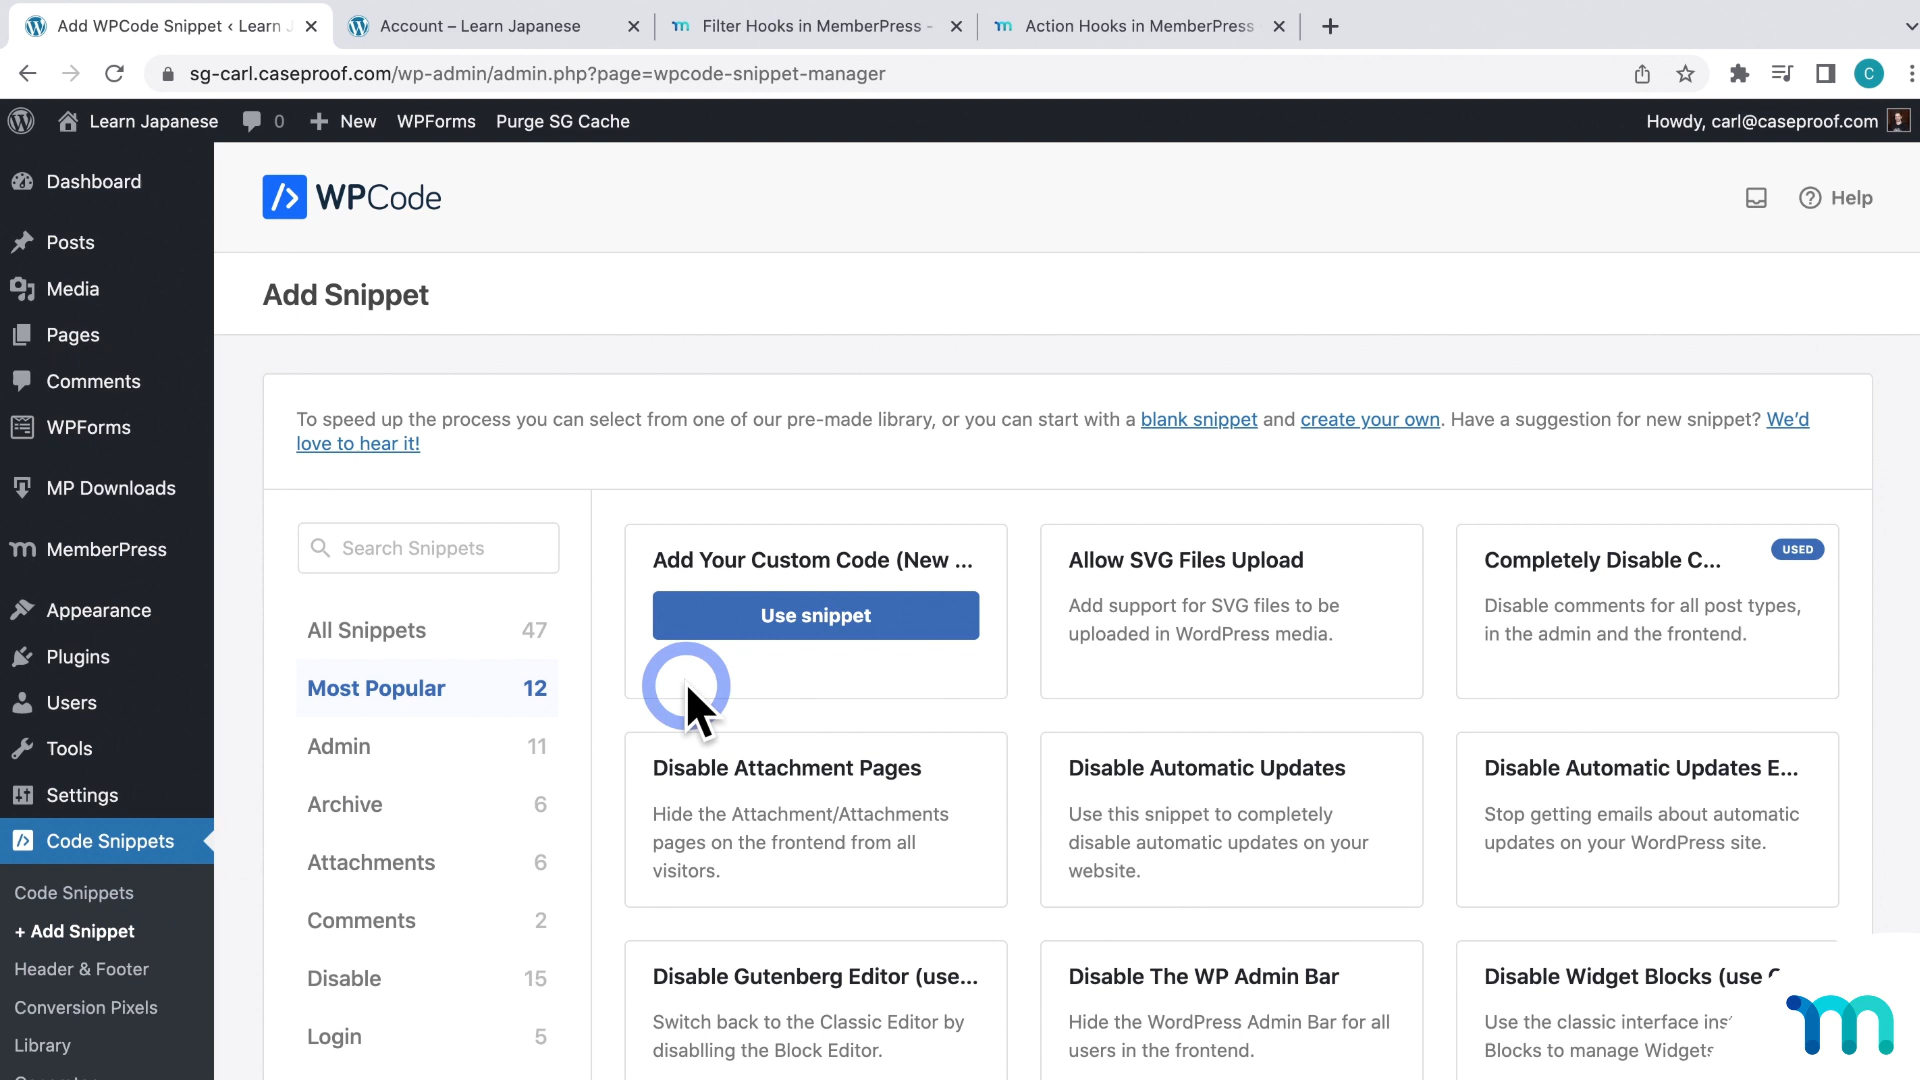 Add WPCode Snippet ‹ Learn J
Account – Learn Japanese
Filter Hooks in MemberPress -
Action Hooks in MemberPress
sg-carl.caseproof.com/wp-admin/admin.php?page=wpcode-snippet-manager
C
Learn Japanese
0
New
WPForms
Purge SG Cache
Howdy, carl@caseproof.com
Dashboard
Posts
Media
Pages
Comments
WPForms
MP Downloads
MemberPress
Appearance
Plugins
Users
Tools
Settings
Code Snippets
Code Snippets
+ Add Snippet
Header & Footer
Conversion Pixels
Library
WPCode
Help
Add Snippet
To speed up the process you can select from one of our pre-made library, or you can start with a blank snippet and create your own. Have a suggestion for new snippet? We'd
love to hear it!
Search Snippets
All Snippets 47
Most Popular 12
Admin 11
Archive 6
Attachments 6
Comments 2
Disable 15
Login 5
Add Your Custom Code (New ...
Use snippet
Allow SVG Files Upload
Add support for SVG files to be
uploaded in WordPress media.
Completely Disable C...
USED
Disable comments for all post types,
in the admin and the frontend.
Disable Attachment Pages
Hide the Attachment/Attachments
pages on the frontend from all
visitors.
Disable Automatic Updates
Use this snippet to completely
disable automatic updates on your
website.
Disable Automatic Updates E...
Stop getting emails about automatic
updates on your WordPress site.
Disable Gutenberg Editor (use...
Switch back to the Classic Editor by
disablling the Block Editor.
Disable The WP Admin Bar
Hide the WordPress Admin Bar for all
users in the frontend.
Disable Widget Blocks (use
Use the classic interface
Blocks to manage Widgets
m